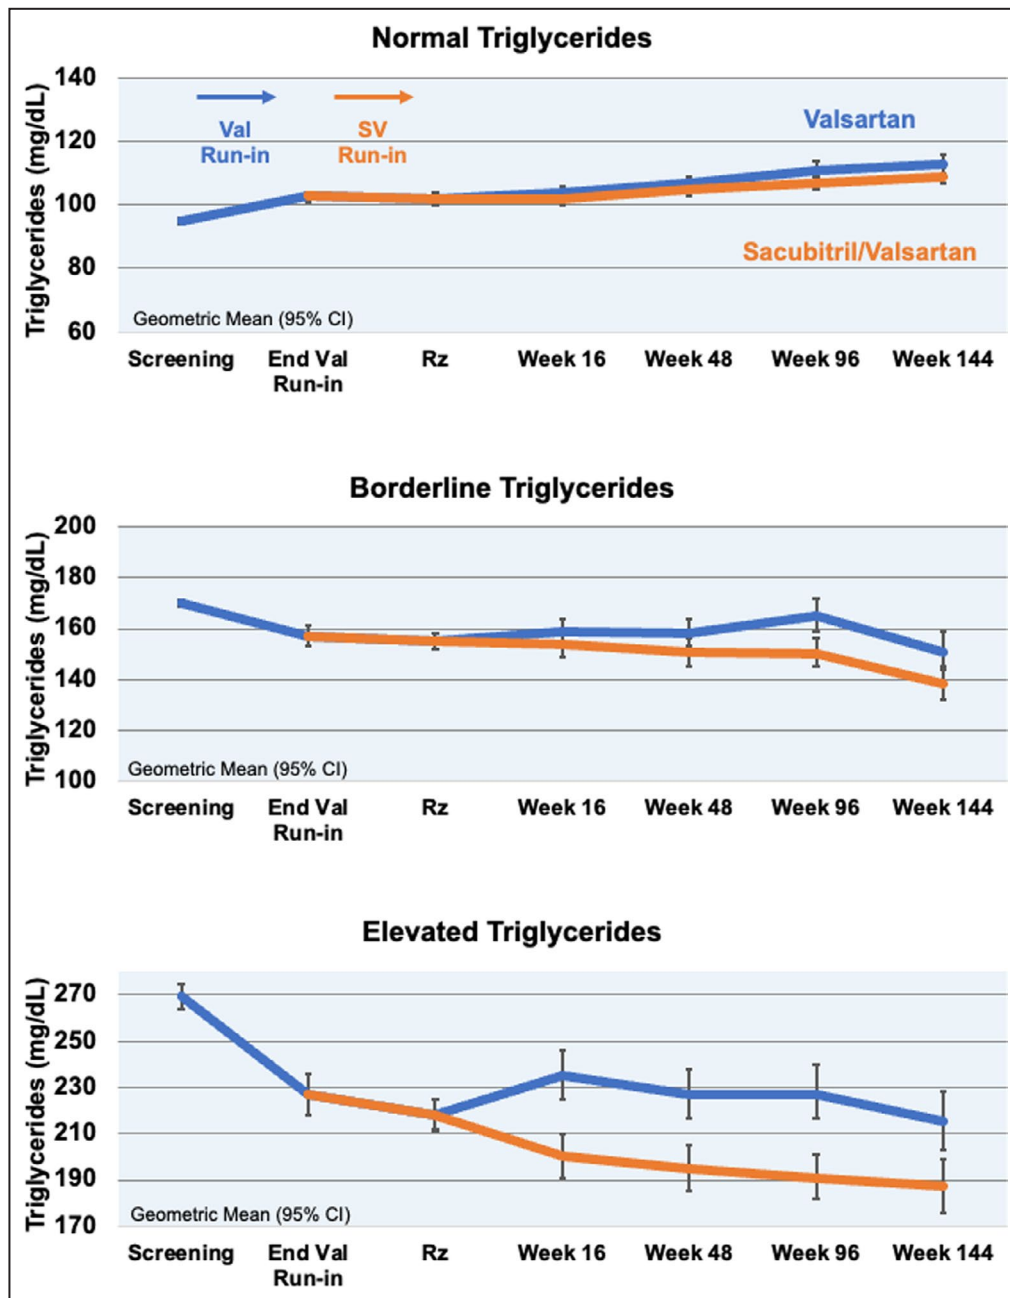 Normal Triglycerides
Triglycerides (mg/dL)
140
120
100
80
60
Val
Run-in
SV
Run-in
Valsartan
Sacubitril/Valsartan
Geometric Mean (95% CI)
Screening
End Val
Run-in
Rz
Week 16
Week 48
Week 96
Week 144
Borderline Triglycerides
Triglycerides (mg/dL)
200
180
160
140
120
100
Geometric Mean (95% CI)
Screening
End Val
Run-in
Rz
Week 16
Week 48
Week 96
Week 144
Elevated Triglycerides
Triglycerides (mg/dL)
270
250
230
210
190
170
Geometric Mean (95% CI)
Screening
End Val
Run-in
Rz
Week 16
Week 48
Week 96
Week 144